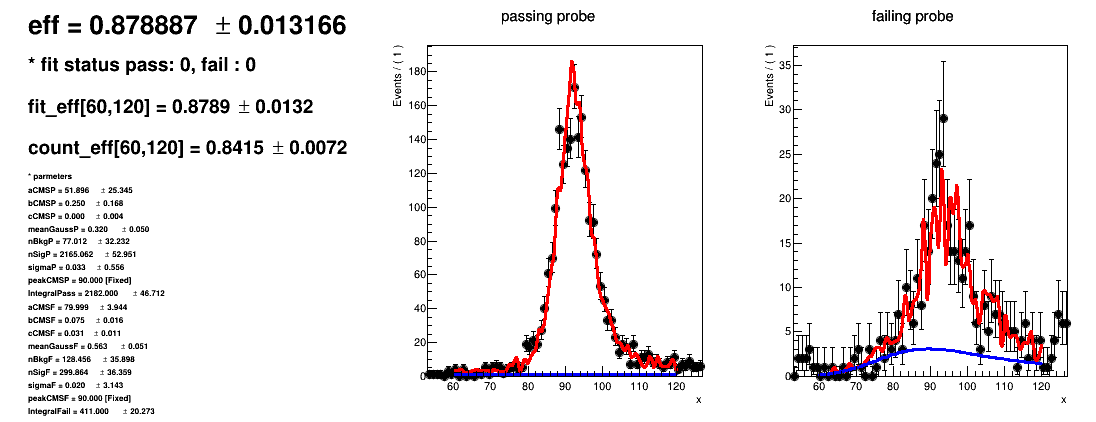 eff = 0.878887 ± 0.013166
* fit status pass: 0, fail : 0
fit_eff[60,120] = 0.8789 ± 0.0132
count_eff[60,120] = 0.8415 ± 0.0072
* parmeters
aCMSP = 51.896 ± 25.345
bCMSP = 0.250 ± 0.168
cCMSP = 0.000 ± 0.004
meanGaussP = 0.320 ± 0.050
nBkgP = 77.012 ± 32.232
nSigP = 2165.062 ± 52.951
sigmaP = 0.033 ± 0.556
peakCMSP = 90.000 [Fixed]
IntegralPass = 2182.000 ± 46.712
aCMSF = 79.999 ± 3.944
bCMSF = 0.075 ± 0.016
cCMSF = 0.031 ± 0.011
meanGaussF = 0.563 ± 0.051
nBkgF = 128.456 ± 35.898
nSigF = 299.864 ± 36.359
sigmaF = 0.020 ± 3.143
peakCMSF = 90.000 [Fixed]
IntegralFail = 411.000 ± 20.273
passing probe
Events / ( 1 )
180
160
140
120
100
80
60
40
20
0
60 70 80 90 100 110 120
x
failing probe
Events / ( 1 )
35
30
25
20
15
10
5
0
60 70 80 90 100 110 120
x